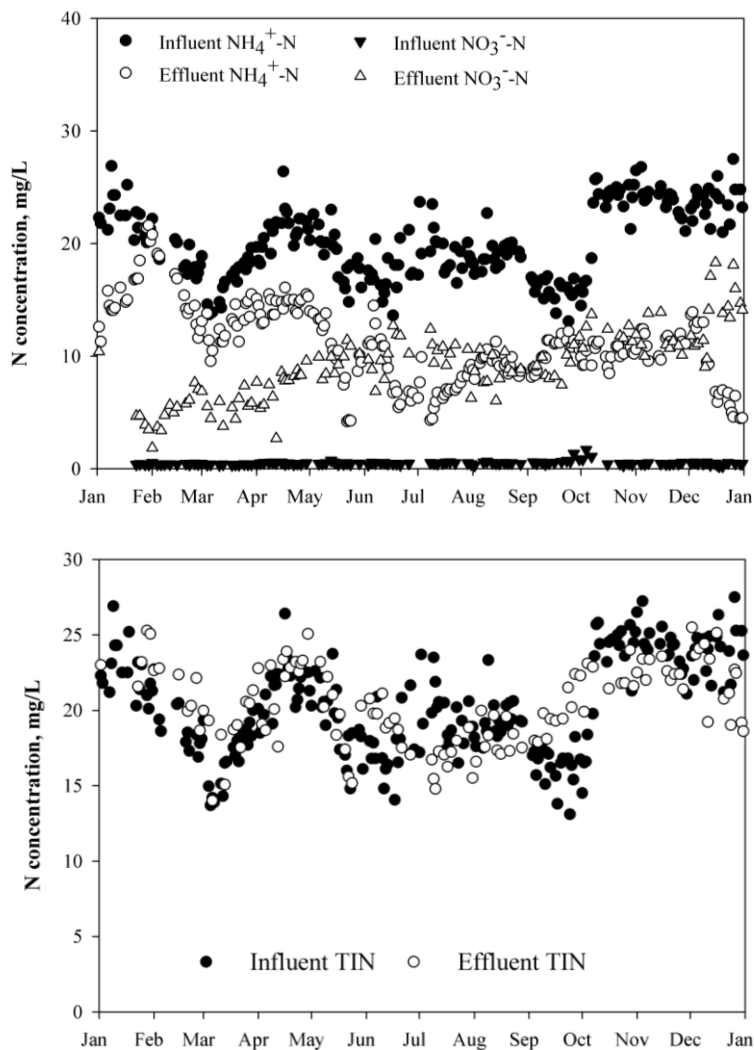 Influent NH₄⁺-N Influent NO₃⁻-N
Effluent NH₄⁺-N Effluent NO₃⁻-N
N concentration, mg/L
40
30
20
10
0
Jan Feb Mar Apr May Jun Jul Aug Sep Oct Nov Dec Jan
N concentration, mg/L
30
25
20
15
10
5
0
Influent TIN Effluent TIN
Jan Feb Mar Apr May Jun Jul Aug Sep Oct Nov Dec Jan